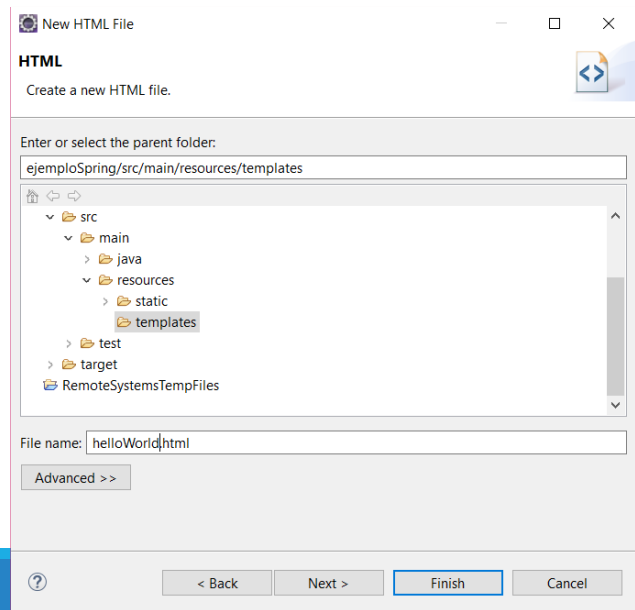 New HTML File
HTML
Create a new HTML file.
Enter or select the parent folder:
ejemploSpring/src/main/resources/templates
src
main
java
resources
static
templates
test
target
RemoteSystemsTempFiles
File name: helloWorld.html
Advanced >>
? < Back Next > Finish Cancel